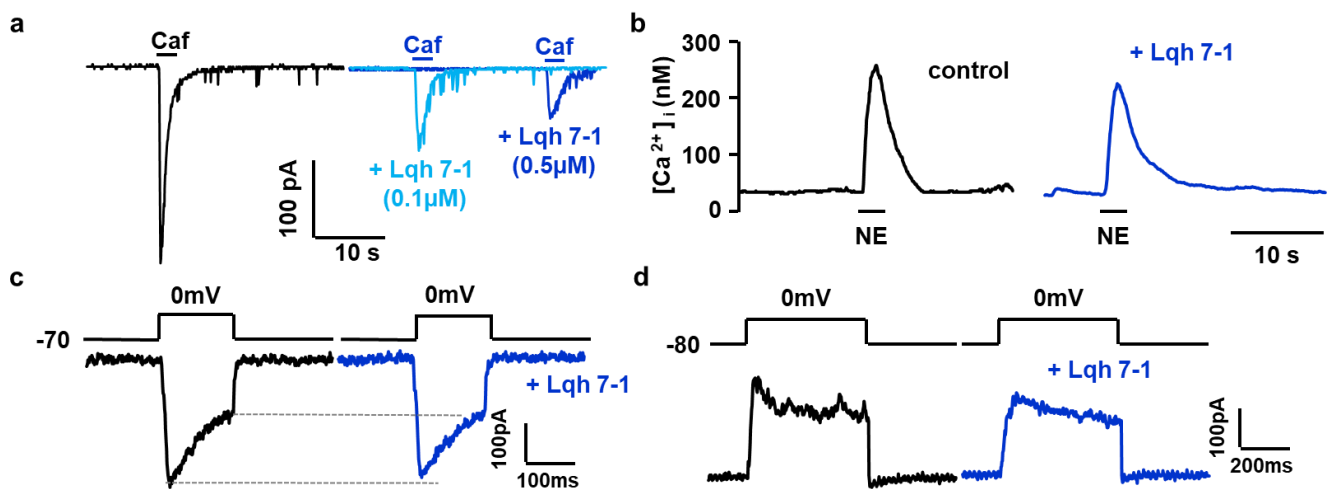 a
Caf
Caf
Caf
+ Lqh 7-1
(0.1µM)
+ Lqh 7-1
(0.5µM)
100 pA
10 s
b
[Ca2+]i (nM)
300
200
100
0
control
+ Lqh 7-1
NE
NE
10 s
c
0mV
0mV
-70
+ Lqh 7-1
100pA
100ms
d
0mV
0mV
-80
+ Lqh 7-1
100pA
200ms